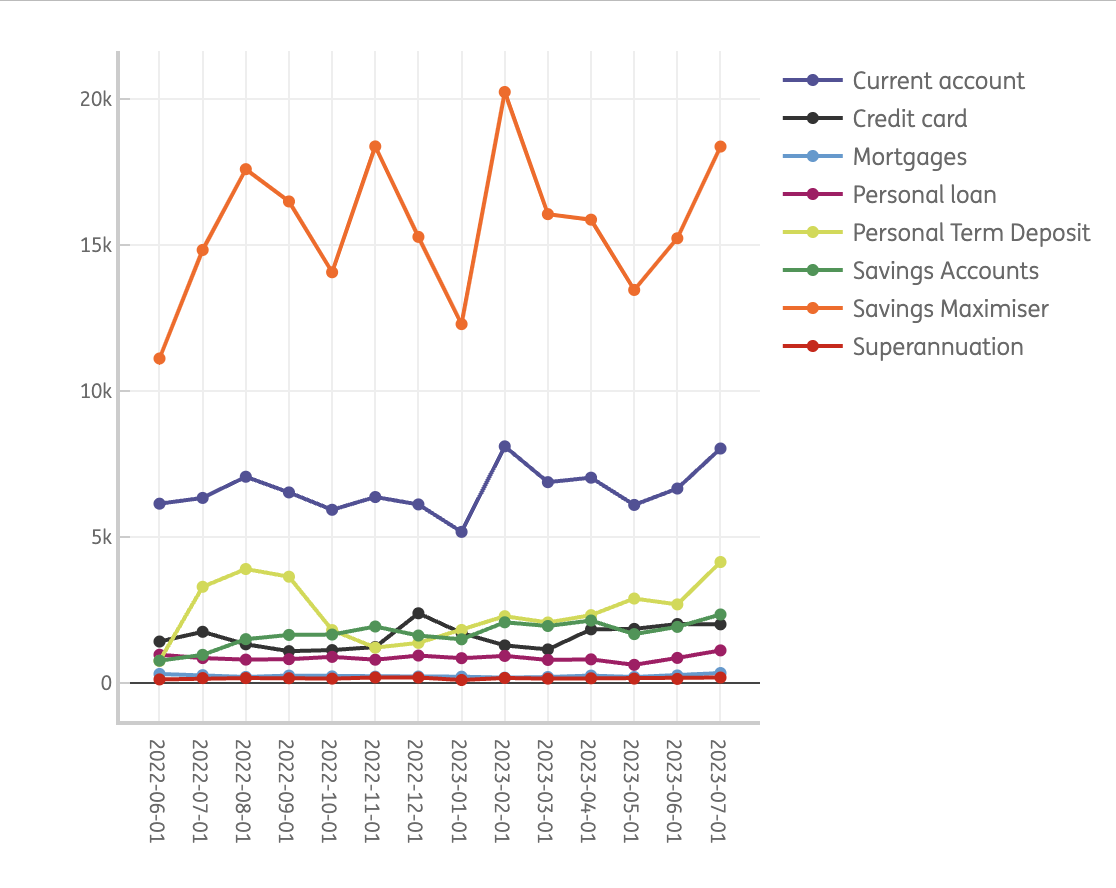 20k
15k
10k
5k
0
2022-06-01
2022-07-01
2022-08-01
2022-09-01
2022-10-01
2022-11-01
2022-12-01
2023-01-01
2023-02-01
2023-03-01
2023-04-01
2023-05-01
2023-06-01
2023-07-01
Current account
Credit card
Mortgages
Personal loan
Personal Term Deposit
Savings Accounts
Savings Maximiser
Superannuation